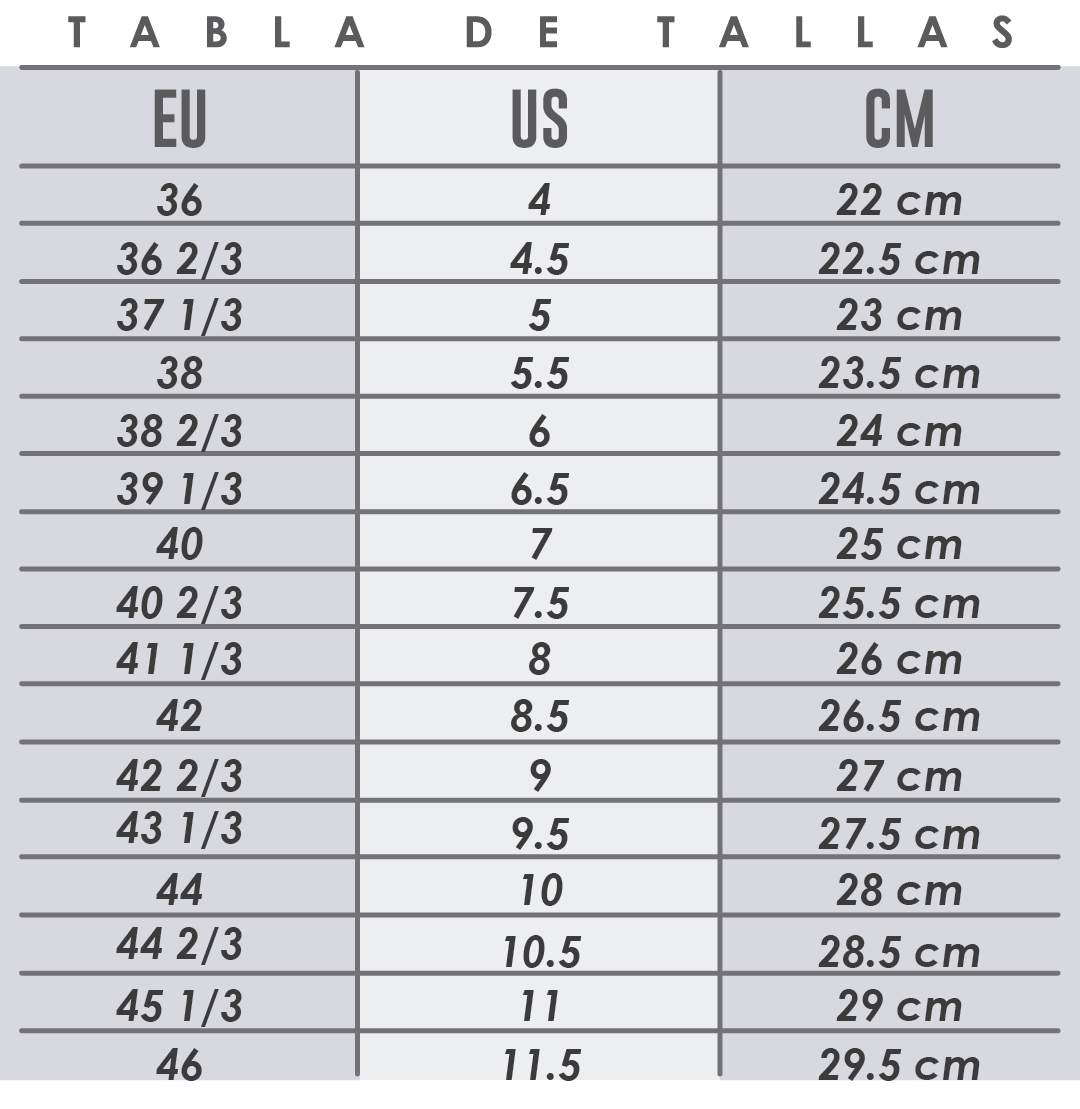 TABLA DE TALLAS
EU US CM
36 4 22 cm
36 2/3 4.5 22.5 cm
37 1/3 5 23 cm
38 5.5 23.5 cm
38 2/3 6 24 cm
39 1/3 6.5 24.5 cm
40 7 25 cm
40 2/3 7.5 25.5 cm
41 1/3 8 26 cm
42 8.5 26.5 cm
42 2/3 9 27 cm
43 1/3 9.5 27.5 cm
44 10 28 cm
44 2/3 10.5 28.5 cm
45 1/3 11 29 cm
46 11.5 29.5 cm